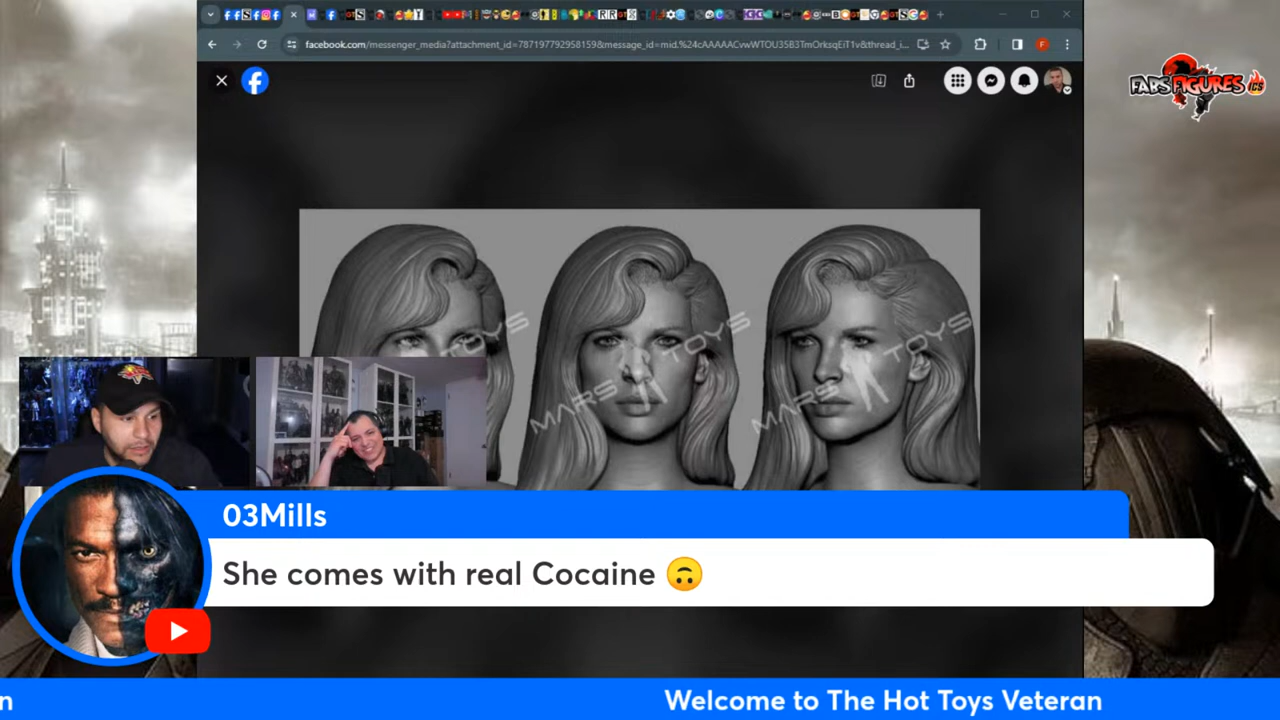 facebook.com/messenger_media?attachment_id=787197792958159&message_id=mid.%24cAAAAACvwWTOU35B3TmOrksqEiT1v&thread_i...
FABS FIGURES ICS
TOYS
MARS TOYS
MARS TOYS
03Mills
She comes with real Cocaine 🙃
n
Welcome to The Hot Toys Veteran